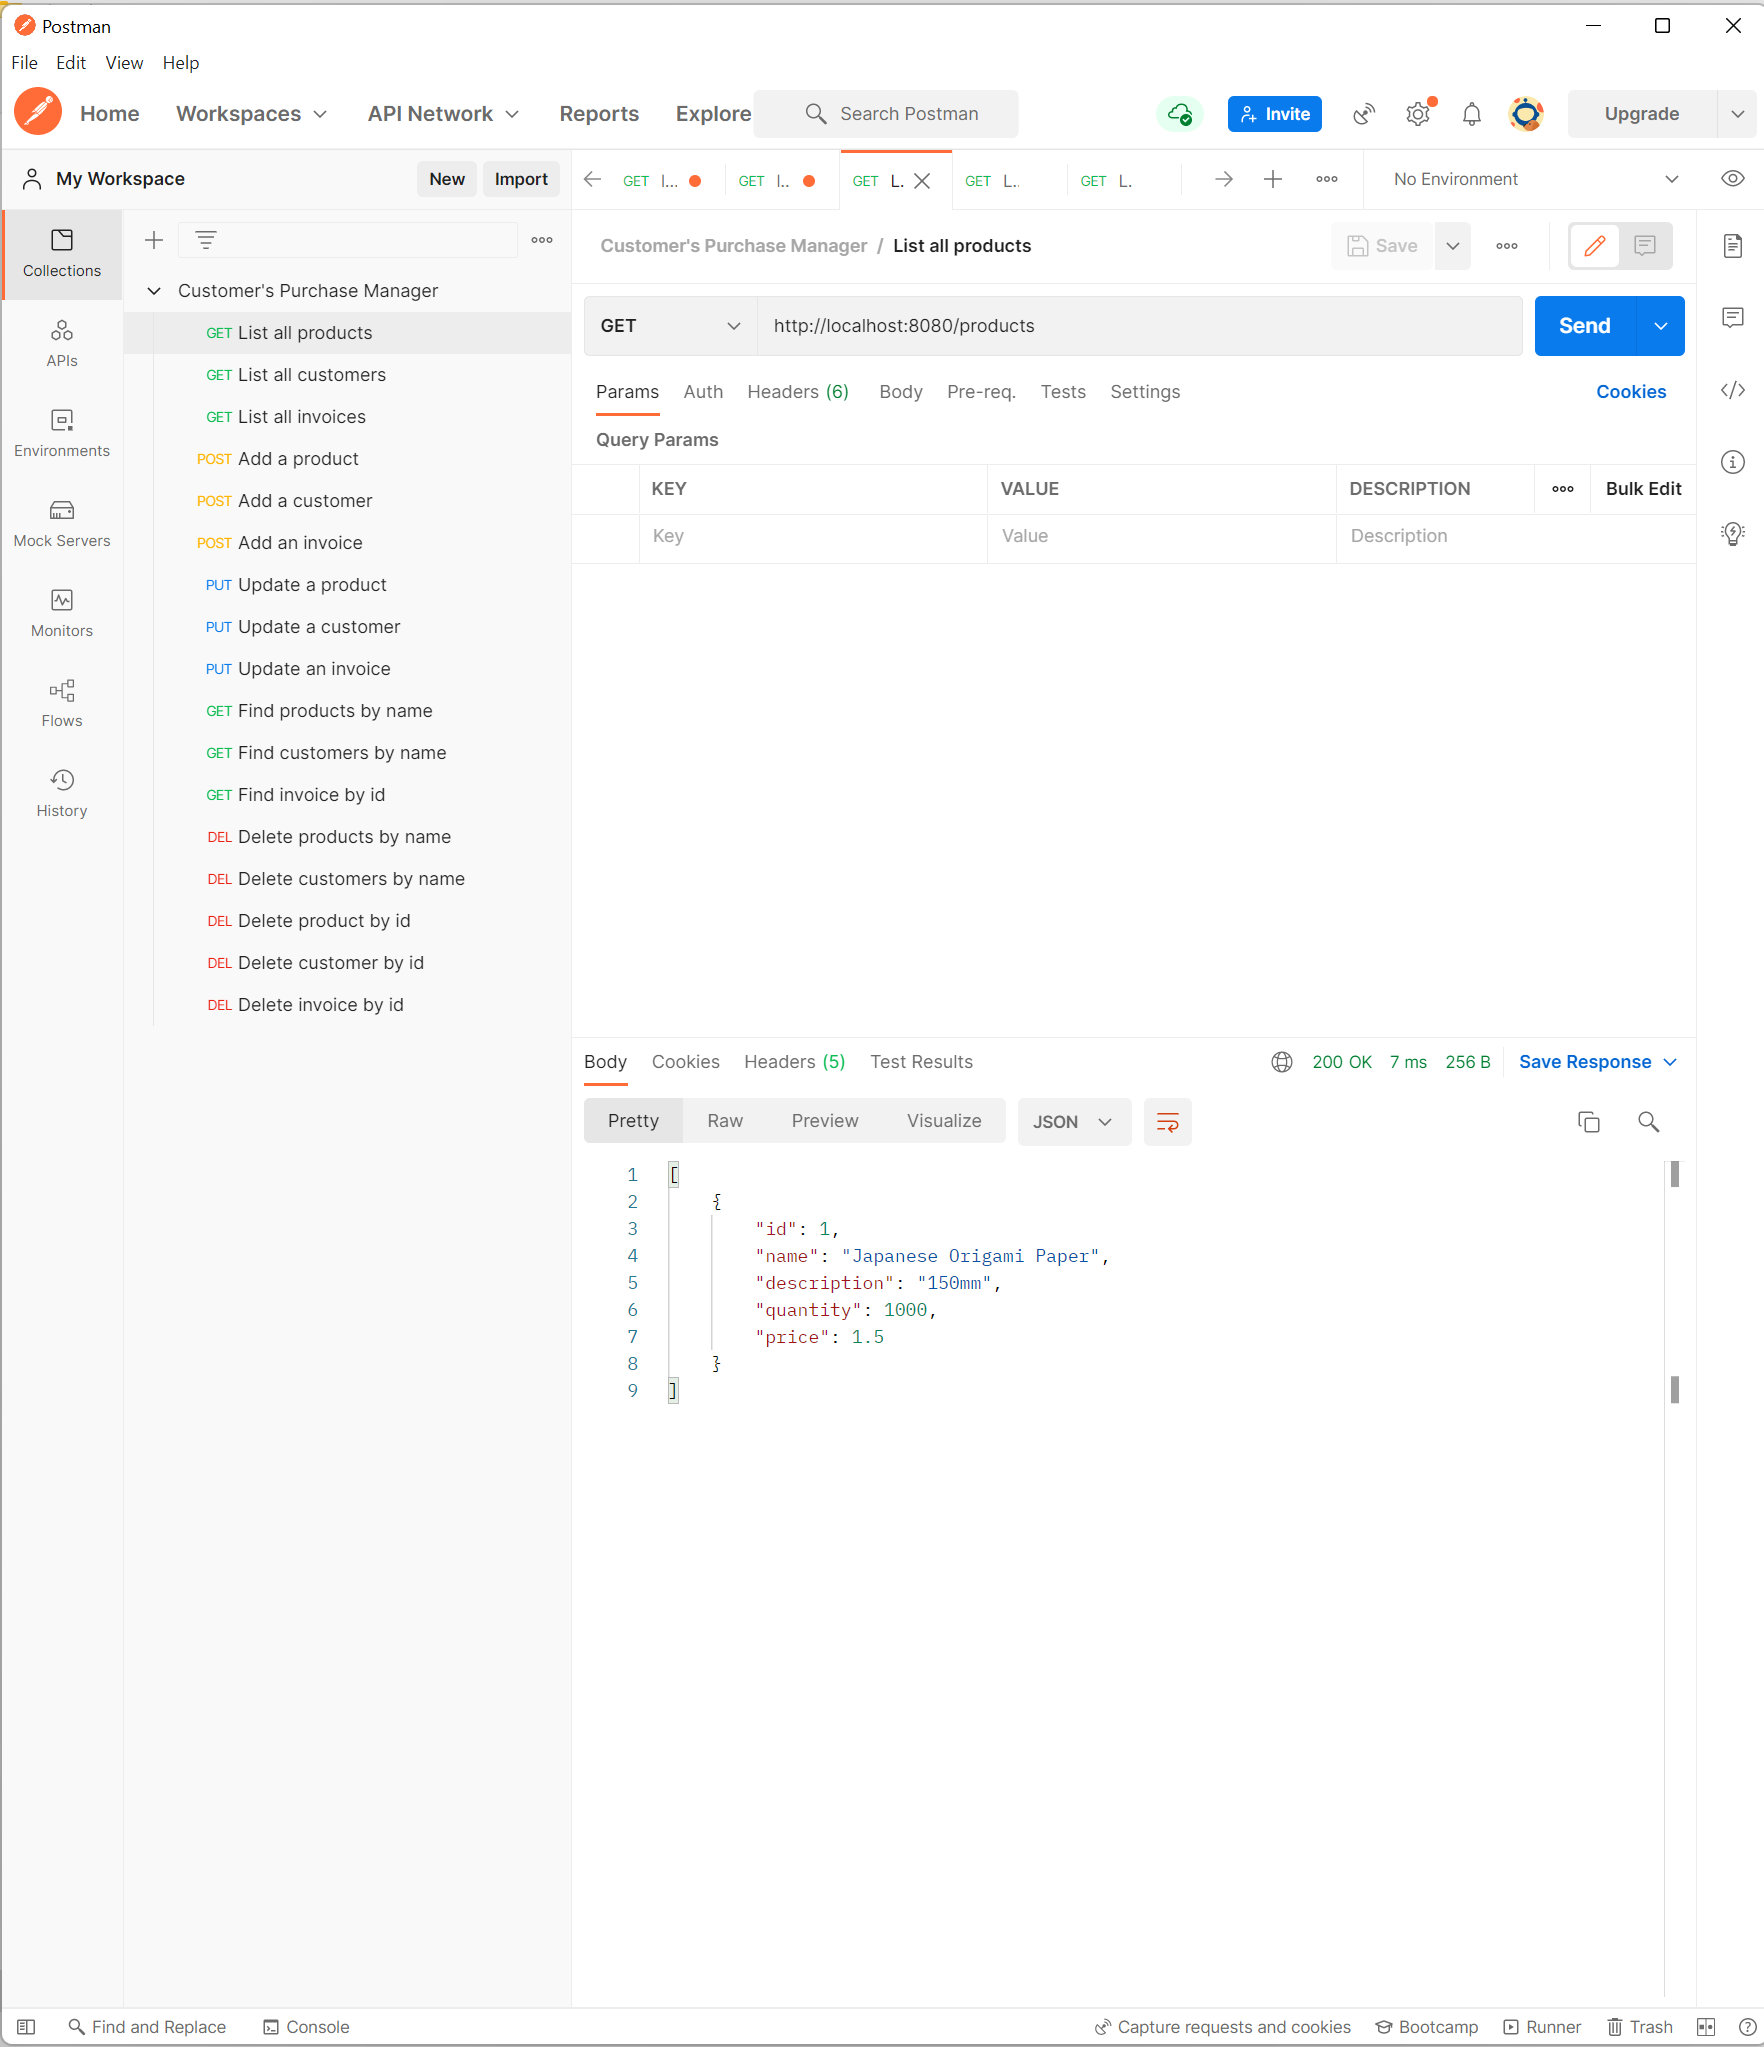 Postman
File Edit View Help
Home Workspaces API Network Reports Explore Search Postman Invite Upgrade
My Workspace New Import
GET I... GET I.. GET L. GET L.. GET L. No Environment
Collections
APIs
Environments
Mock Servers
Monitors
Flows
History
Customer's Purchase Manager
GET List all products
GET List all customers
GET List all invoices
POST Add a product
POST Add a customer
POST Add an invoice
PUT Update a product
PUT Update a customer
PUT Update an invoice
GET Find products by name
GET Find customers by name
GET Find invoice by id
DEL Delete products by name
DEL Delete customers by name
DEL Delete product by id
DEL Delete customer by id
DEL Delete invoice by id
Customer's Purchase Manager / List all products Save
GET http://localhost:8080/products Send
Params Auth Headers (6) Body Pre-req. Tests Settings Cookies
Query Params
KEY VALUE DESCRIPTION Bulk Edit
Key Value Description
Body Cookies Headers (5) Test Results 200 OK 7 ms 256 B Save Response
Pretty Raw Preview Visualize JSON
1 [
2 {
3 "id": 1,
4 "name": "Japanese Origami Paper",
5 "description": "150mm",
6 "quantity": 1000,
7 "price": 1.5
8 }
9 ]
Find and Replace Console Capture requests and cookies Bootcamp Runner Trash